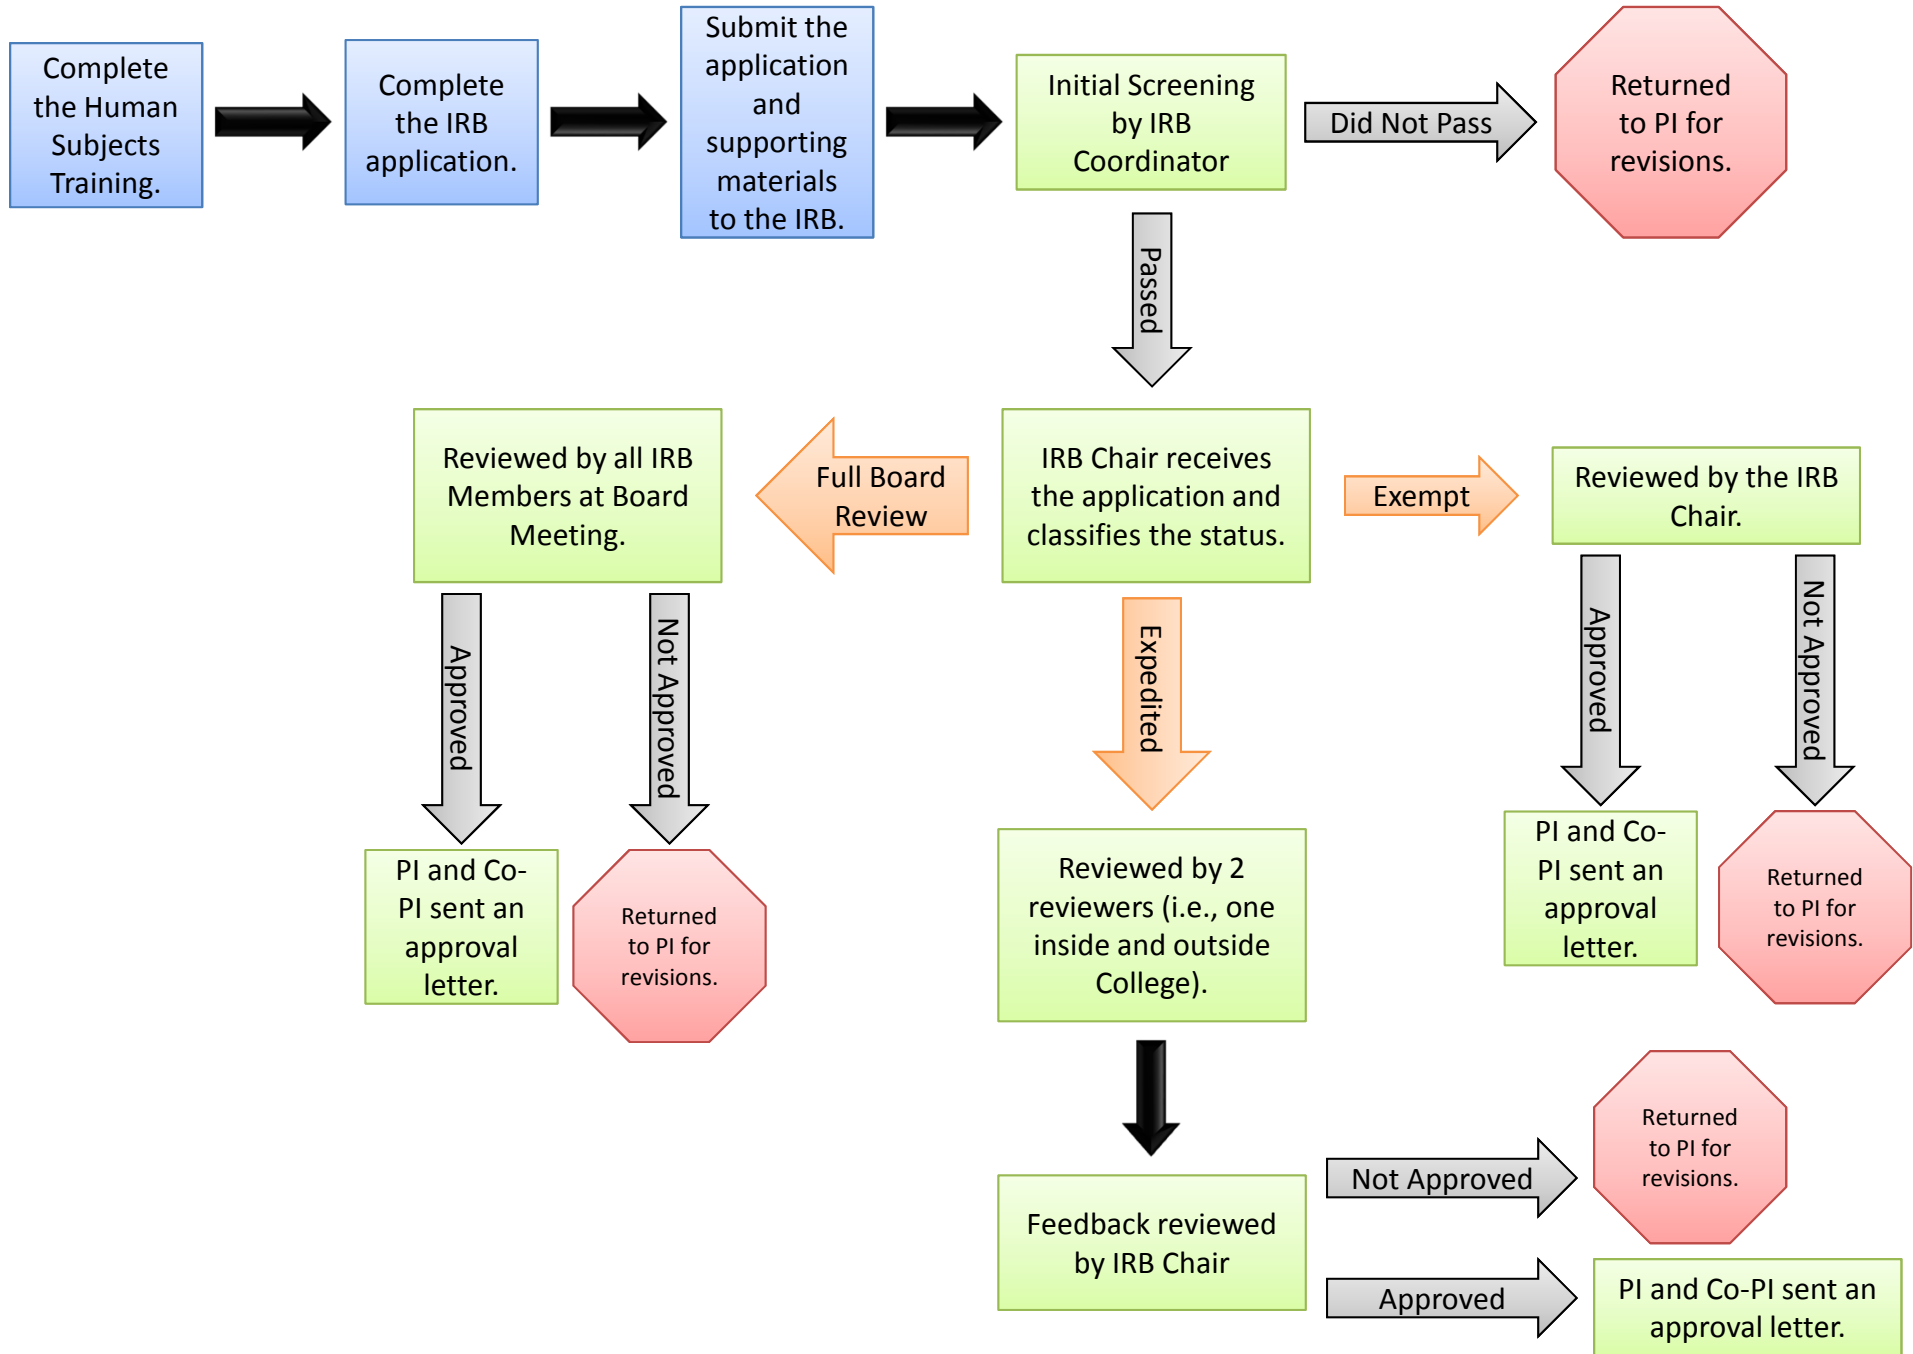 Complete
the Human
Subjects
Training.
Complete
the IRB
application.
Submit the
application
and
supporting
materials
to the IRB.
Initial Screening
by IRB
Coordinator
Did Not Pass
Returned
to PI for
revisions.
Passed
Reviewed by all IRB
Members at Board
Meeting.
Full Board
Review
IRB Chair receives
the application and
classifies the status.
Exempt
Reviewed by the IRB
Chair.
Approved
Not Approved
Expedited
Approved
Not Approved
PI and Co-
PI sent an
approval
letter.
Returned
to PI for
revisions.
Reviewed by 2
reviewers (i.e., one
inside and outside
College).
PI and Co-
PI sent an
approval
letter.
Returned
to PI for
revisions.
Feedback reviewed
by IRB Chair
Not Approved
Returned
to PI for
revisions.
Approved
PI and Co-PI sent an
approval letter.